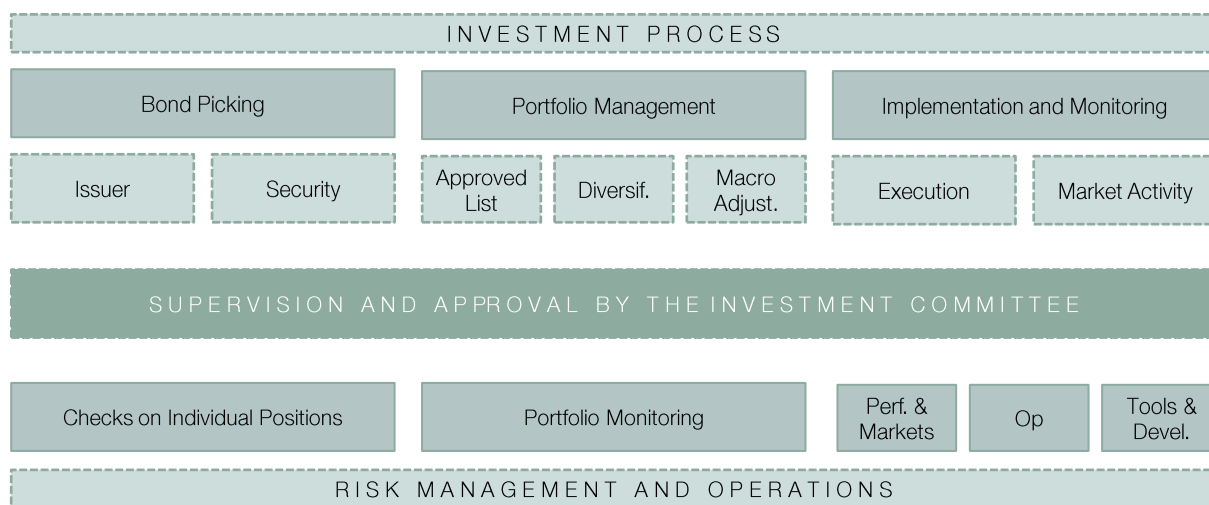 INVESTMENT PROCESS
Bond Picking
Portfolio Management
Implementation and Monitoring
Issuer
Security
Approved
List
Diversif.
Macro
Adjust.
Execution
Market Activity
SUPERVISION AND APPROVAL BY THE INVESTMENT COMMITTEE
Checks on Individual Positions
Portfolio Monitoring
Perf. &
Markets
Op
Tools &
Devel.
RISK MANAGEMENT AND OPERATIONS